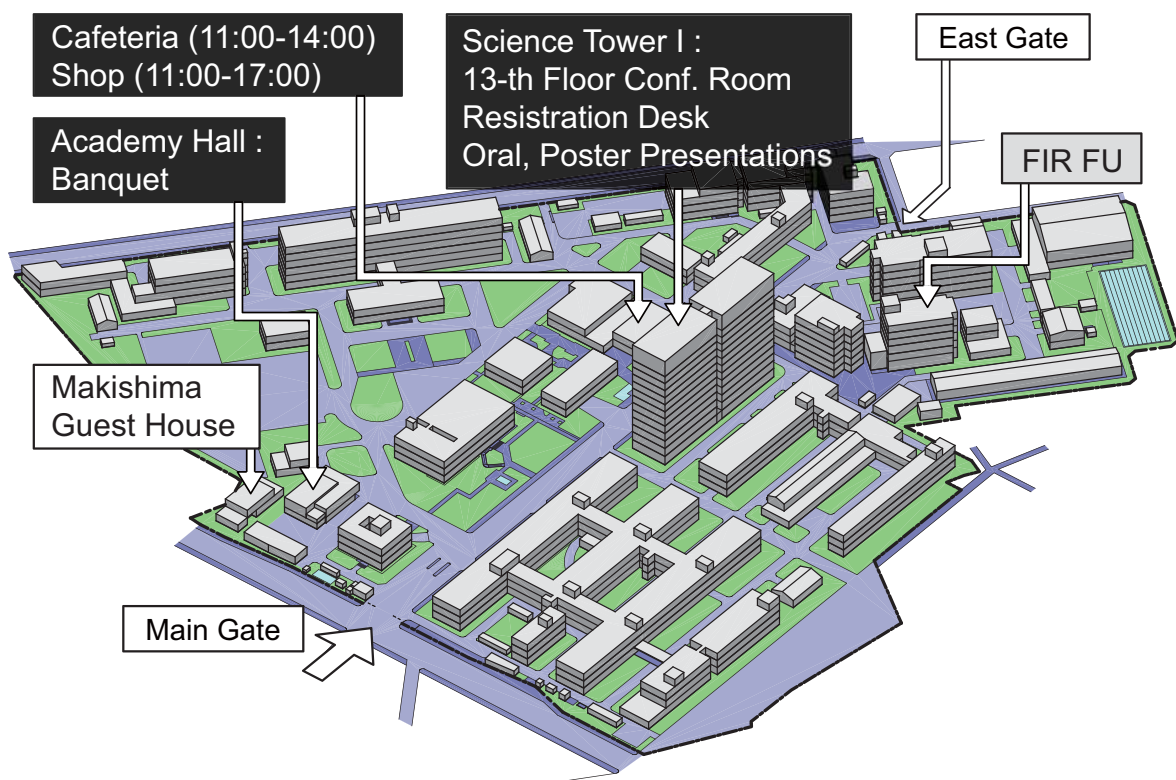 Cafeteria (11:00-14:00)
Shop (11:00-17:00)
Science Tower I :
13-th Floor Conf. Room
Resistration Desk
Oral, Poster Presentations
East Gate
Academy Hall :
Banquet
FIR FU
Makishima
Guest House
Main Gate